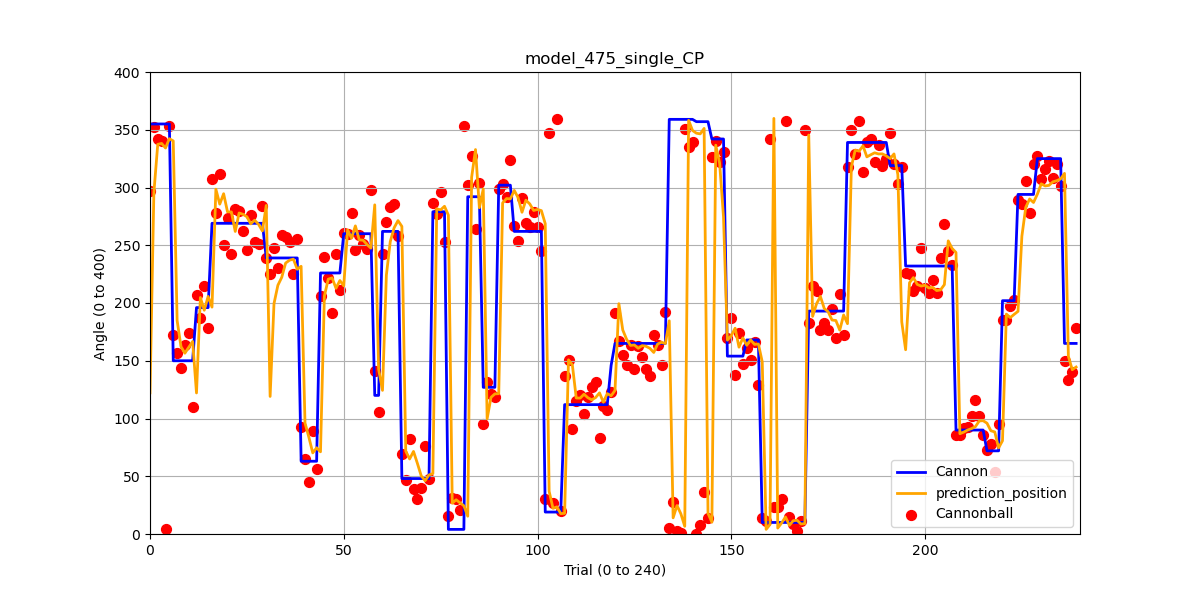 model_475_single_CP
400
350
300
250
200
150
100
50
0
Angle (0 to 400)
0
50
100
150
200
Trial (0 to 240)
Cannon
prediction_position
Cannonball